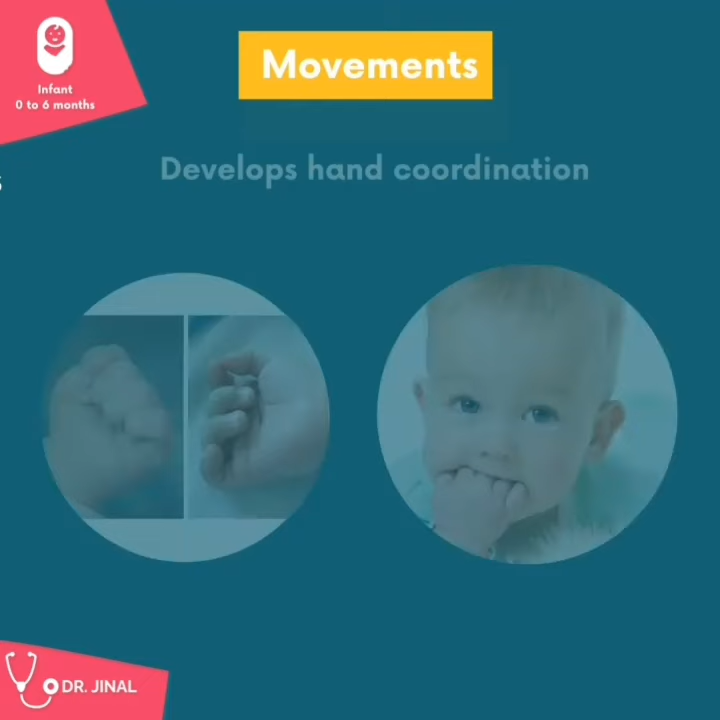 Infant
0 to 6 months
Movements
Develops hand coordination
DR. JINAL